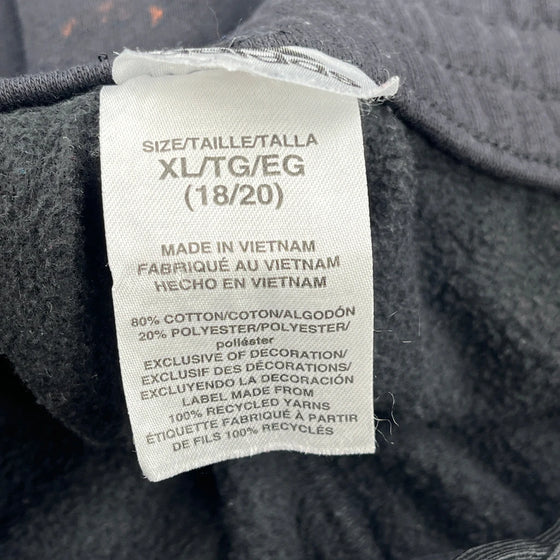 SIZE/TAILLE/TALLA
XL/TG/EG
(18/20)
MADE IN VIETNAM
FABRIQUÉ AU VIETNAM
HECHO EN VIETNAM
80% COTTON/COTON/ALGODÓN
20% POLYESTER/POLYESTER/
poliéster
EXCLUSIVE OF DECORATION/
EXCLUSIF DES DÉCORATIONS/
EXCLUYENDO LA DECORACIÓN
LABEL MADE FROM
100% RECYCLED YARNS
ÉTIQUETTE FABRIQUÉ À PARTIR
DE FILS 100% RECYCLÉS